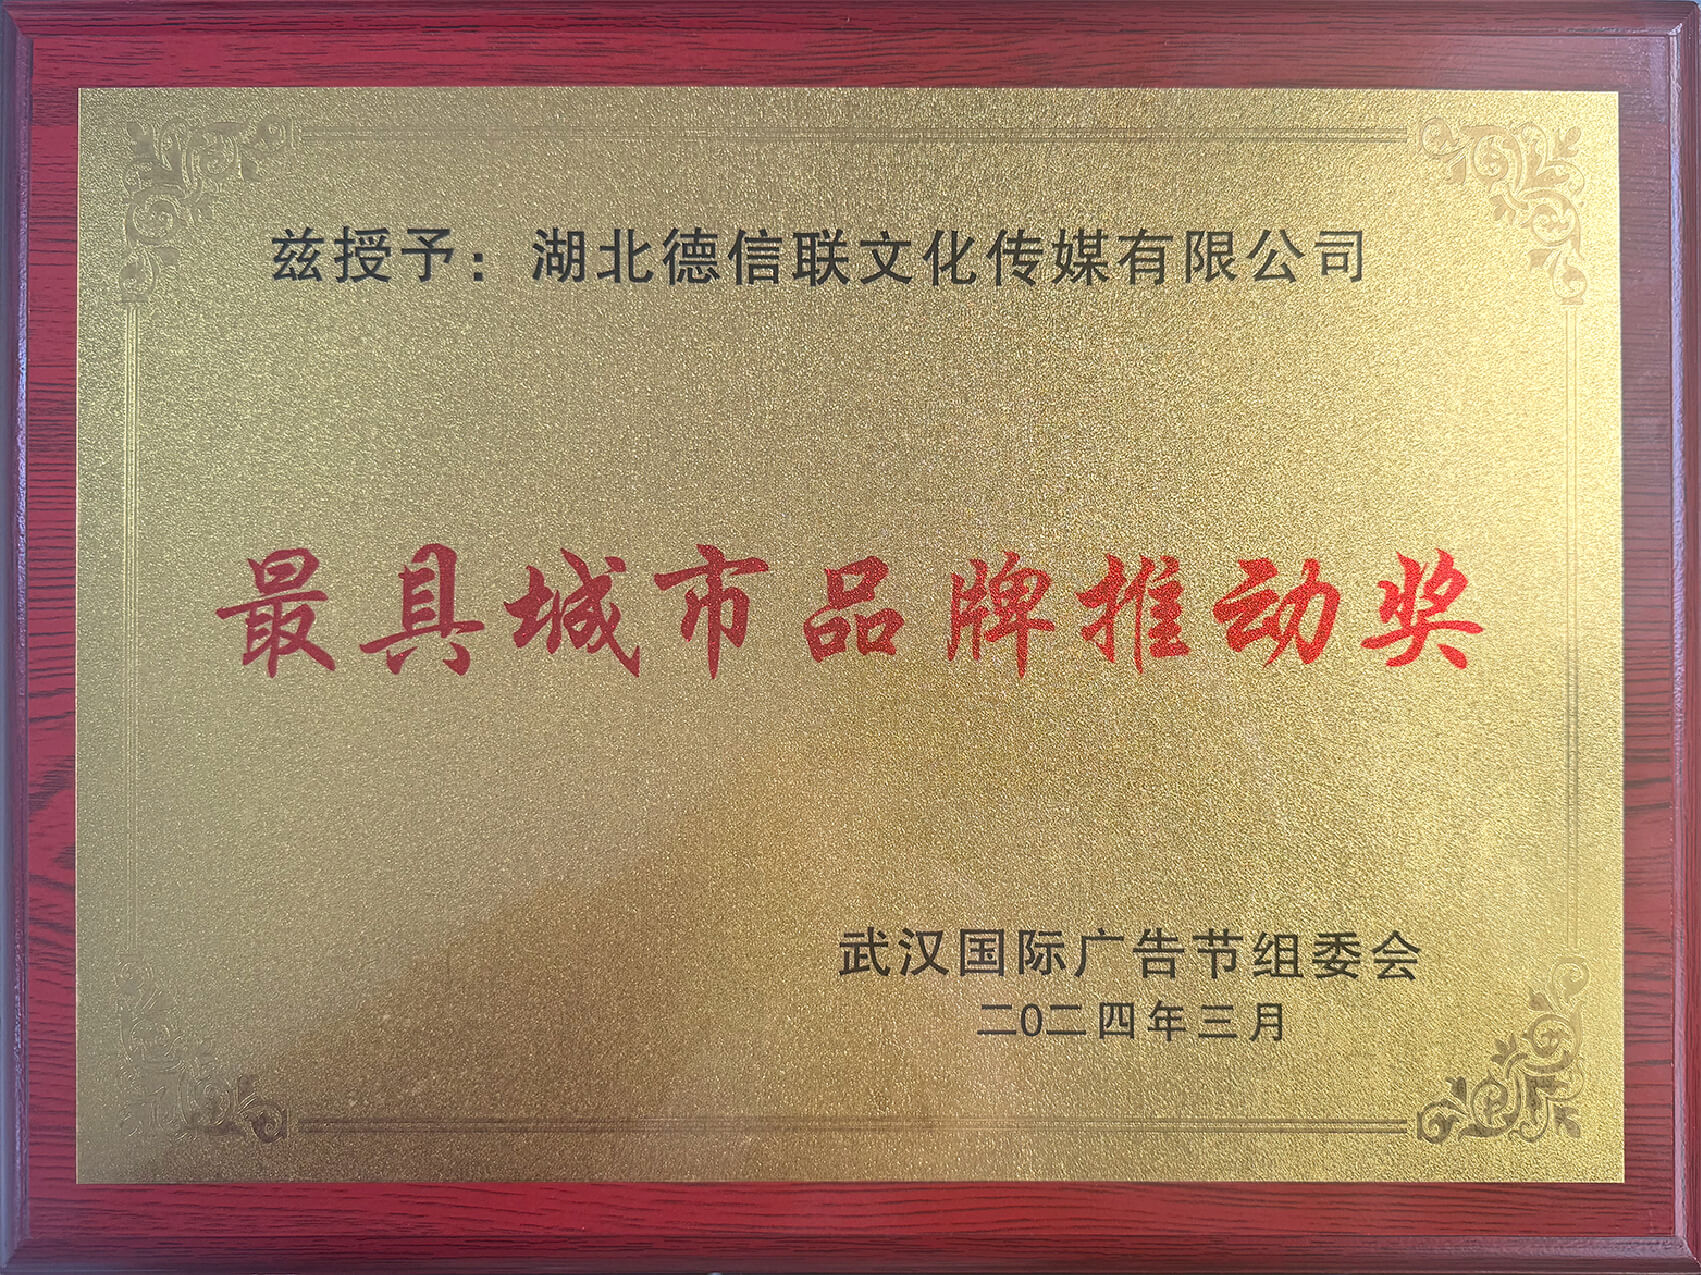 兹授予：湖北德信联文化传媒有限公司
最具城市品牌推动奖
武汉国际广告节组委会
二0二四年三月